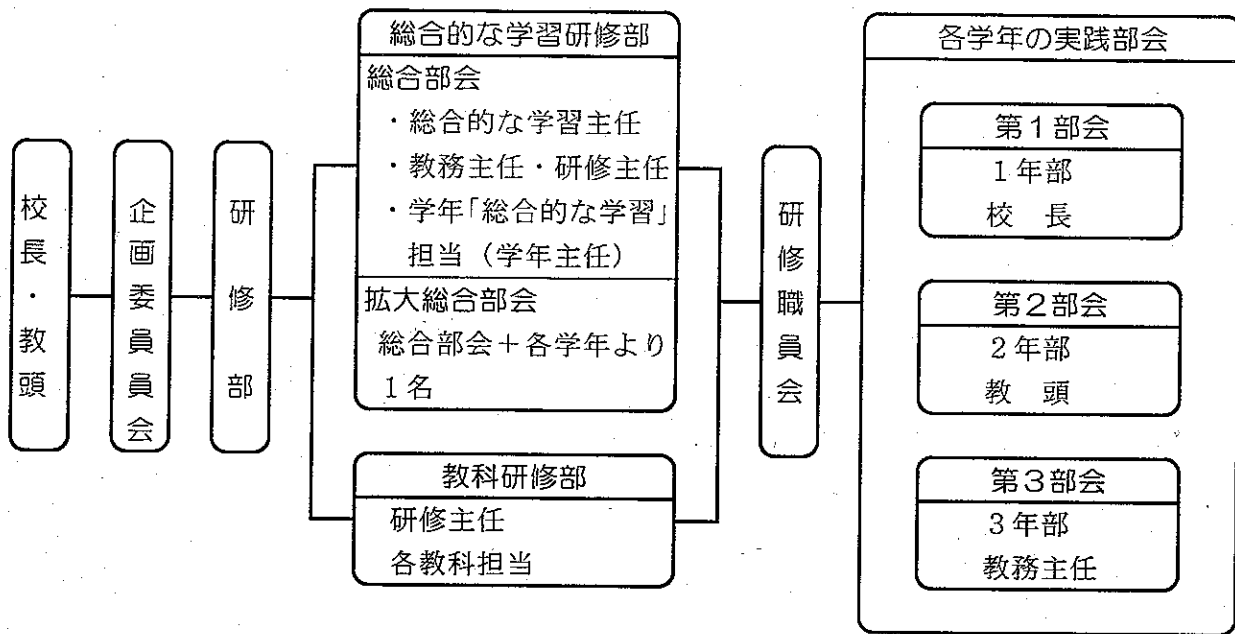 校長・教頭
企画委員員会
研修部
総合的な学習研修部
総合部会
・総合的な学習主任
・教務主任・研修主任
・学年「総合的な学習」
担当（学年主任）
拡大総合部会
総合部会＋各学年より
1名
教科研修部
研修主任
各教科担当
研修職員会
各学年の実践部会
第1部会
1年部
校　長
第2部会
2年部
教　頭
第3部会
3年部
教務主任